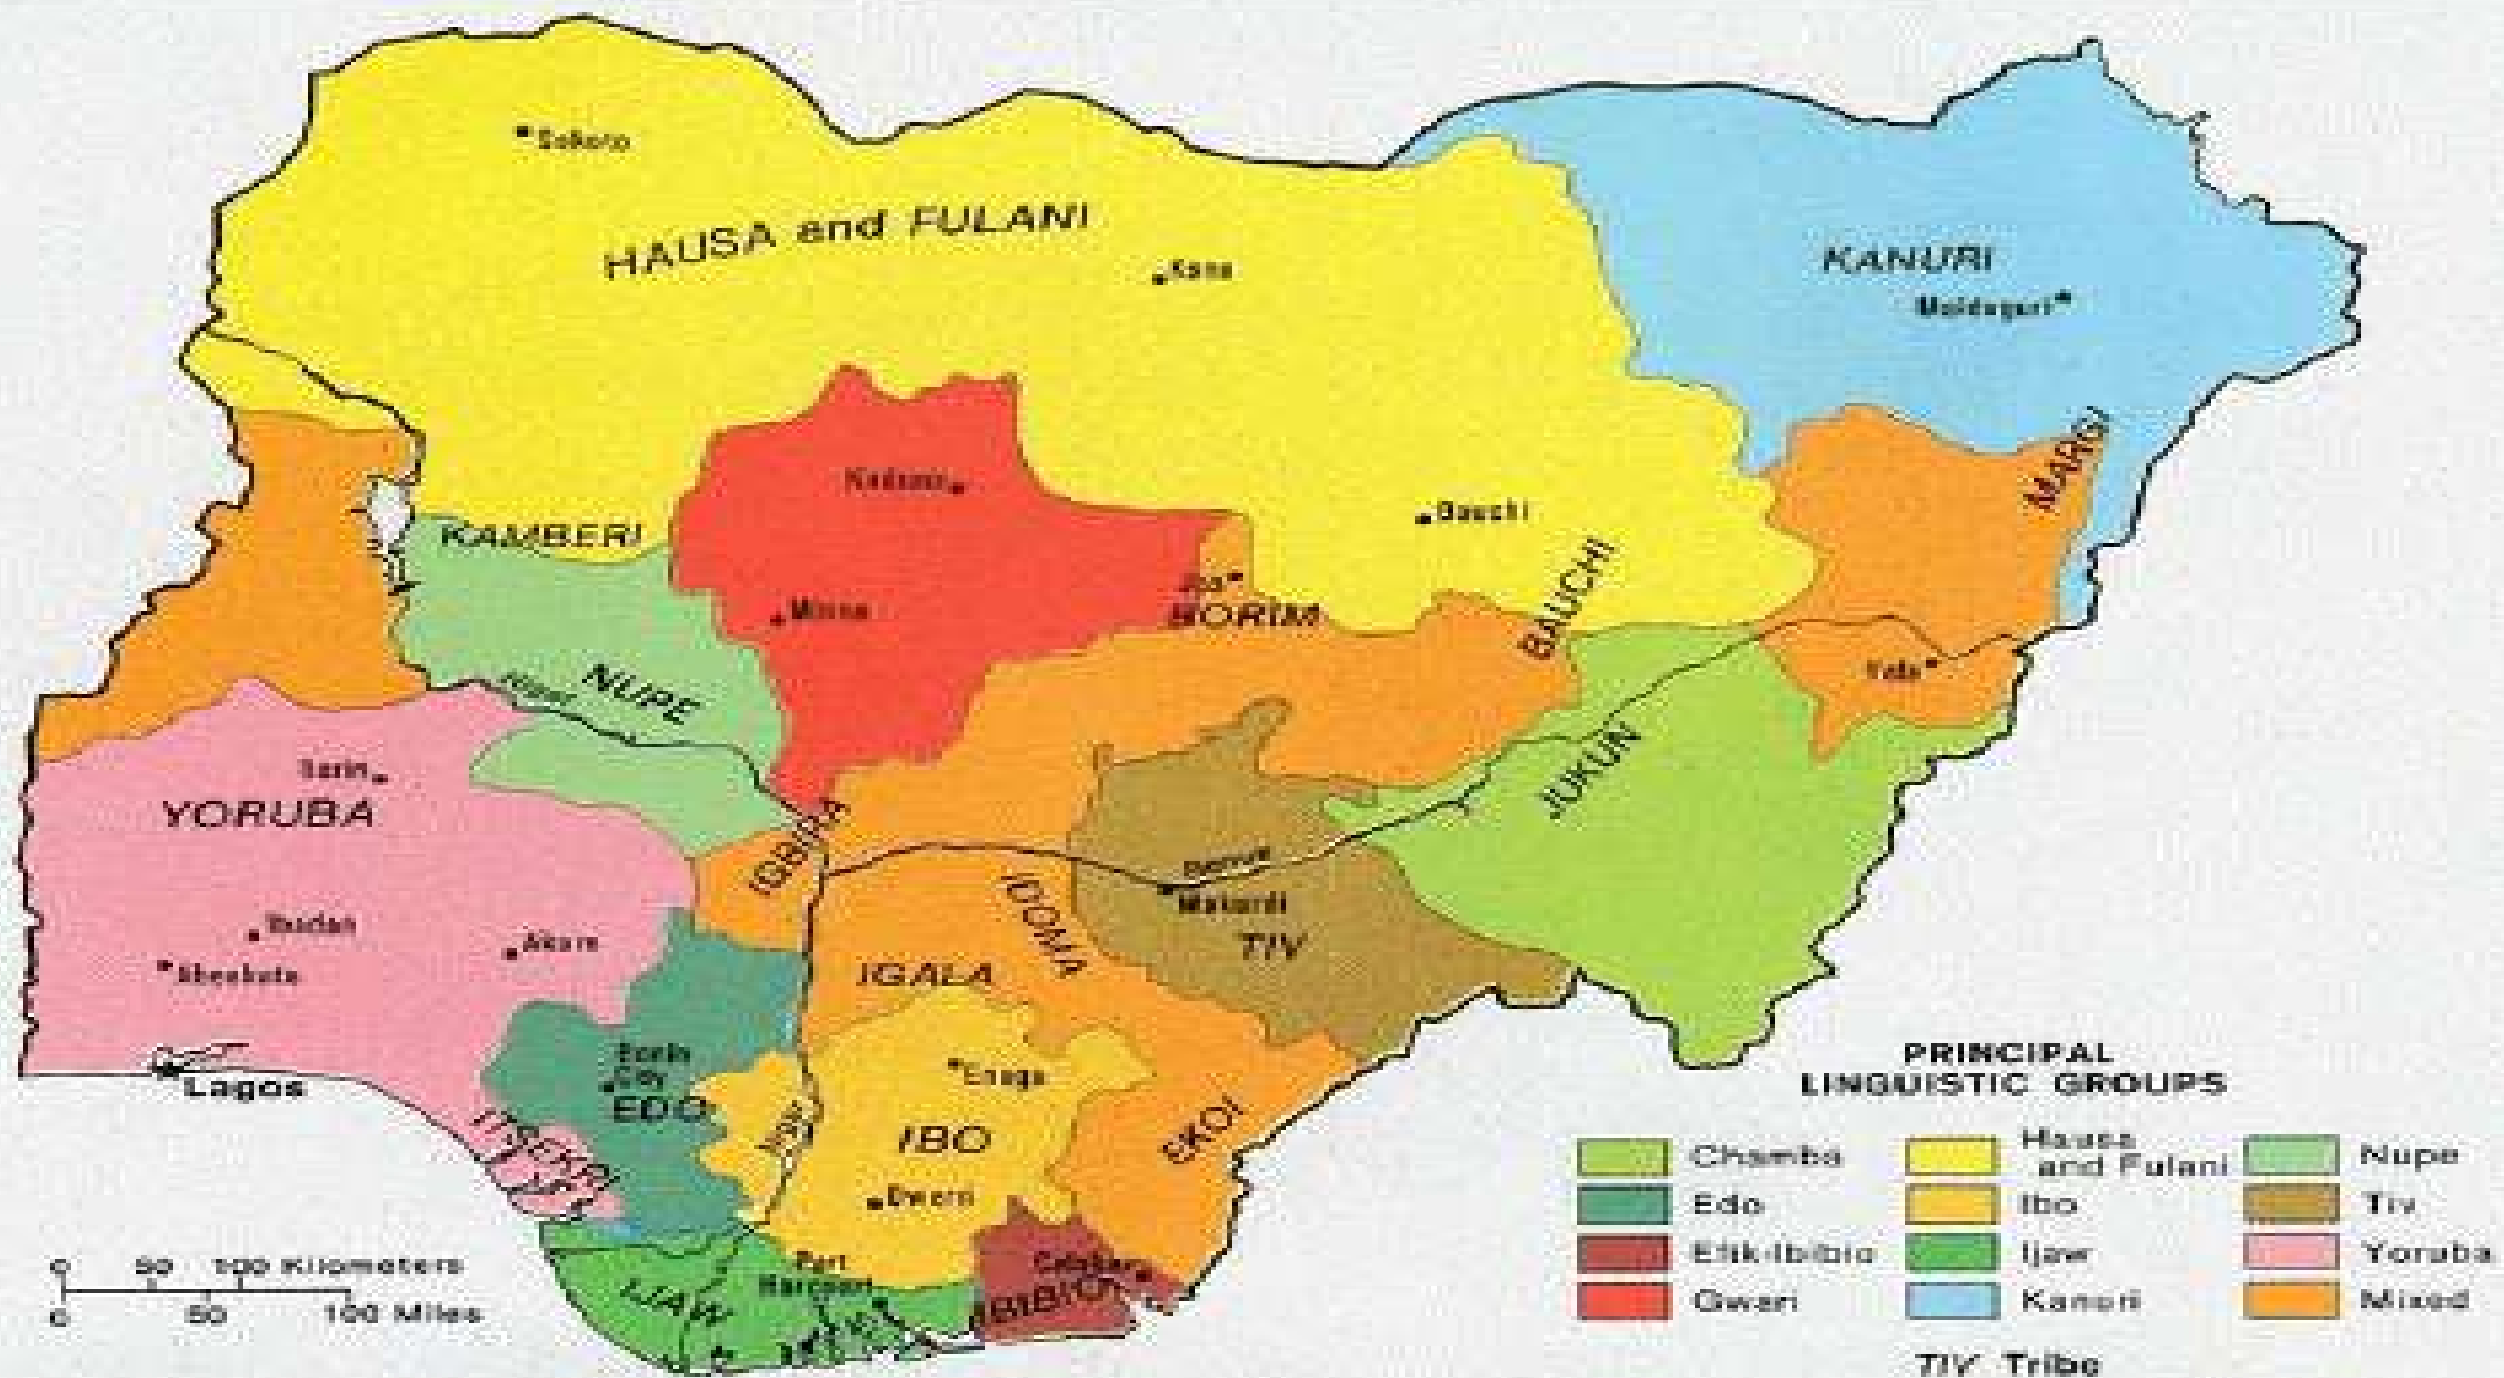 Sokoto
HAUSA and FULANI
Kano
KANURI
Maiduguri
Kaduna
KAMBERI
Bauchi
MARGI
Jos
BORIM
BAUCHI
Minna
Niger
NUPE
Yola
YORUBA
IGBIRA
JUKUN
Benue
Makurdi
TIV
IDOMA
IGALA
Ibadan
Akure
Abeokuta
Lagos
Benin
City
EDO
Enugu
IBO
EKOI
ITSEKIRI
Owerri
IJAW
Port
Harcourt
Calabar
IBIBIO
0 50 100 Kilometers
0 50 100 Miles
PRINCIPAL
LINGUISTIC GROUPS
Chamba
Edo
Efik-Ibibio
Gwari
Hausa
and Fulani
Ibo
Ijaw
Kanuri
Nupe
Tiv
Yoruba
Mixed
TIV Tribe